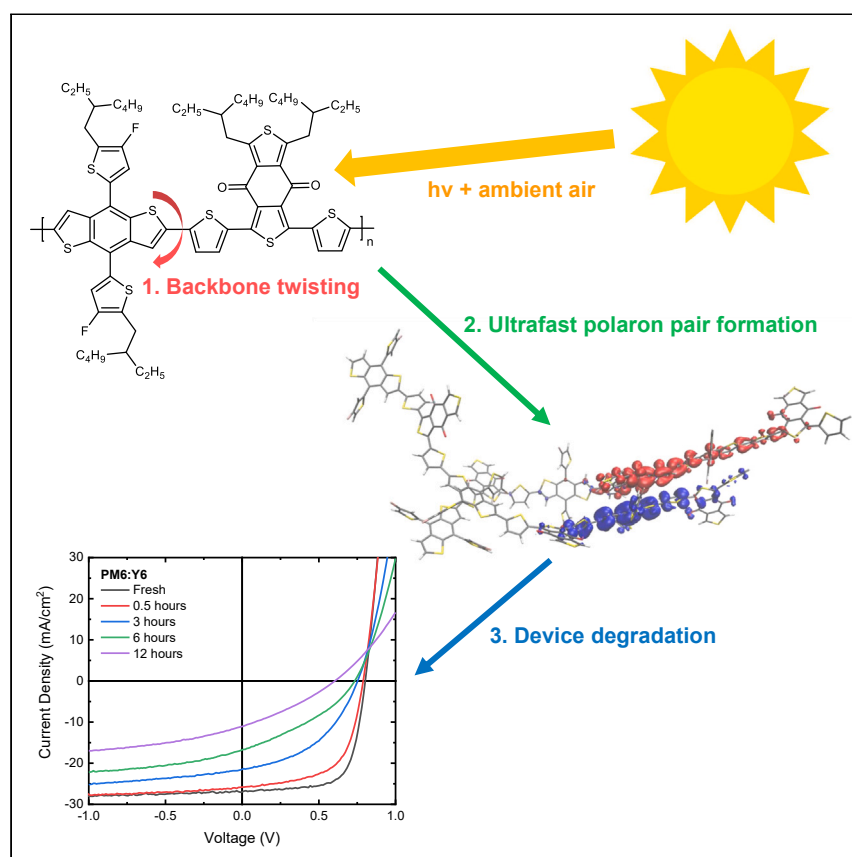 C2H5
C4H9
F
S
C2H5
C4H9
C4H9
C2H5
S
O
O
S
S
S
S
S
n
S
F
C4H9
C2H5
hv + ambient air
1. Backbone twisting
2. Ultrafast polaron pair formation
3. Device degradation
PM6:Y6
Fresh
0.5 hours
3 hours
6 hours
12 hours
Current Density (mA/cm²)
30
20
10
0
-10
-20
-30
-1.0 -0.5 0.0 0.5 1.0
Voltage (V)